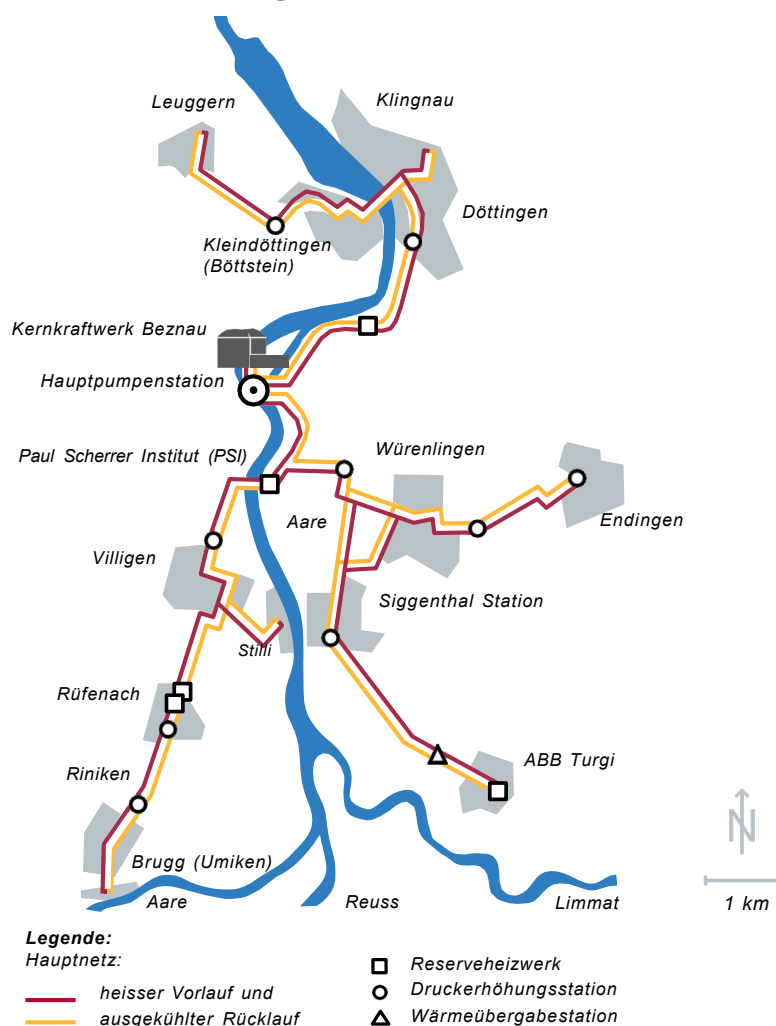 Leuggern
Klingnau
Döttingen
Kleindöttingen
(Böttstein)
Kernkraftwerk Beznau
Hauptpumpenstation
Paul Scherrer Institut (PSI)
Würenlingen
Aare
Endingen
Villigen
Siggenthal Station
Stilli
Rüfenach
ABB Turgi
Riniken
N
Brugg (Umiken)
Aare
Reuss
Limmat
1 km
Legende:
Hauptnetz:
heisser Vorlauf und
ausgekühlter Rücklauf
Reserveheizwerk
Druckerhöhungsstation
Wärmeübergabestation